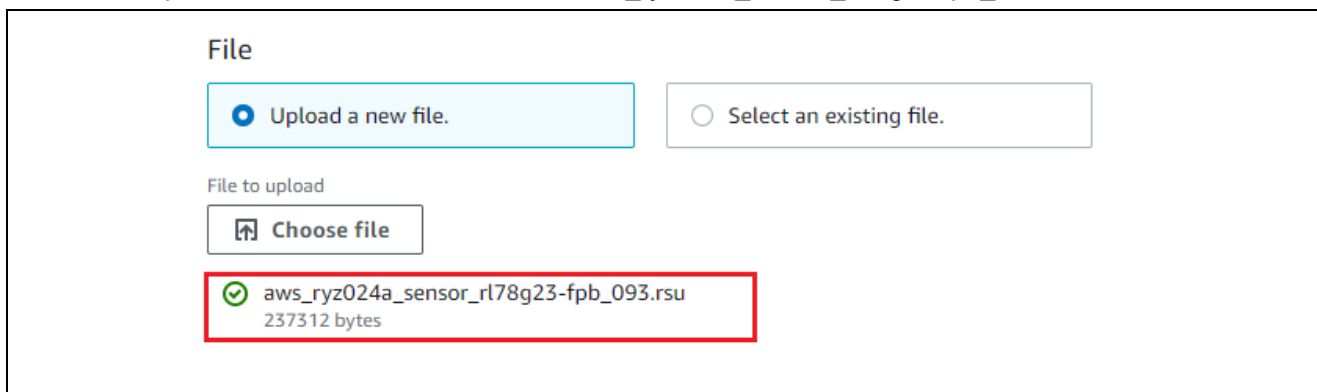 File
Upload a new file.
Select an existing file.
File to upload
Choose file
aws_ryz024a_sensor_rl78g23-fpb_093.rsu
237312 bytes